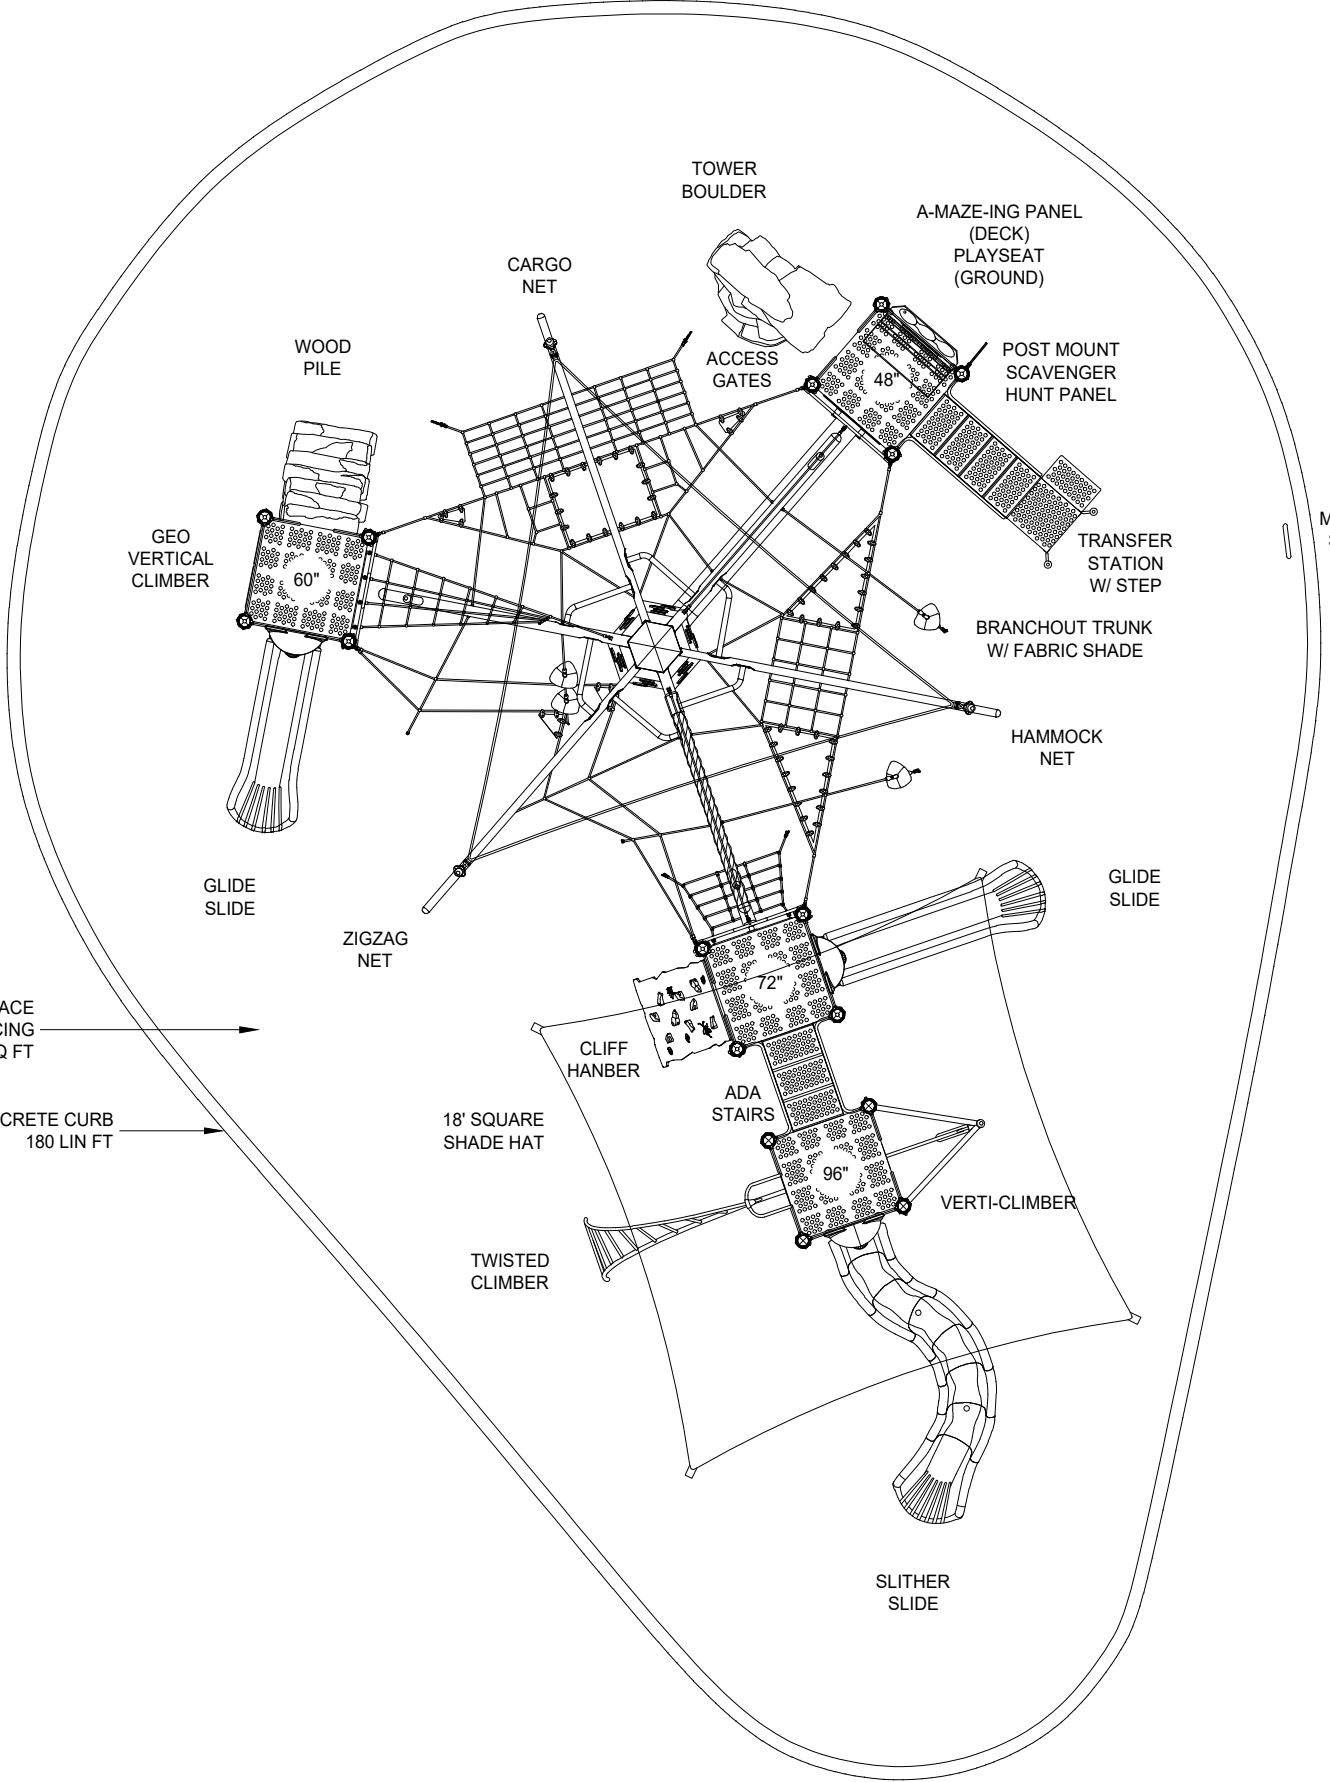 TOWER
BOULDER
A-MAZE-ING PANEL
(DECK)
PLAYSEAT
(GROUND)
CARGO
NET
WOOD
PILE
ACCESS
GATES
48"
POST MOUNT
SCAVENGER
HUNT PANEL
GEO
VERTICAL
CLIMBER
60"
TRANSFER
STATION
W/ STEP
BRANCHOUT TRUNK
W/ FABRIC SHADE
HAMMOCK
NET
GLIDE
SLIDE
GLIDE
SLIDE
ZIGZAG
NET
72"
ACE
CING
Q FT
CLIFF
HANBER
ADA
STAIRS
CRETE CURB
180 LIN FT
18' SQUARE
SHADE HAT
96"
VERTI-CLIMBER
TWISTED
CLIMBER
SLITHER
SLIDE